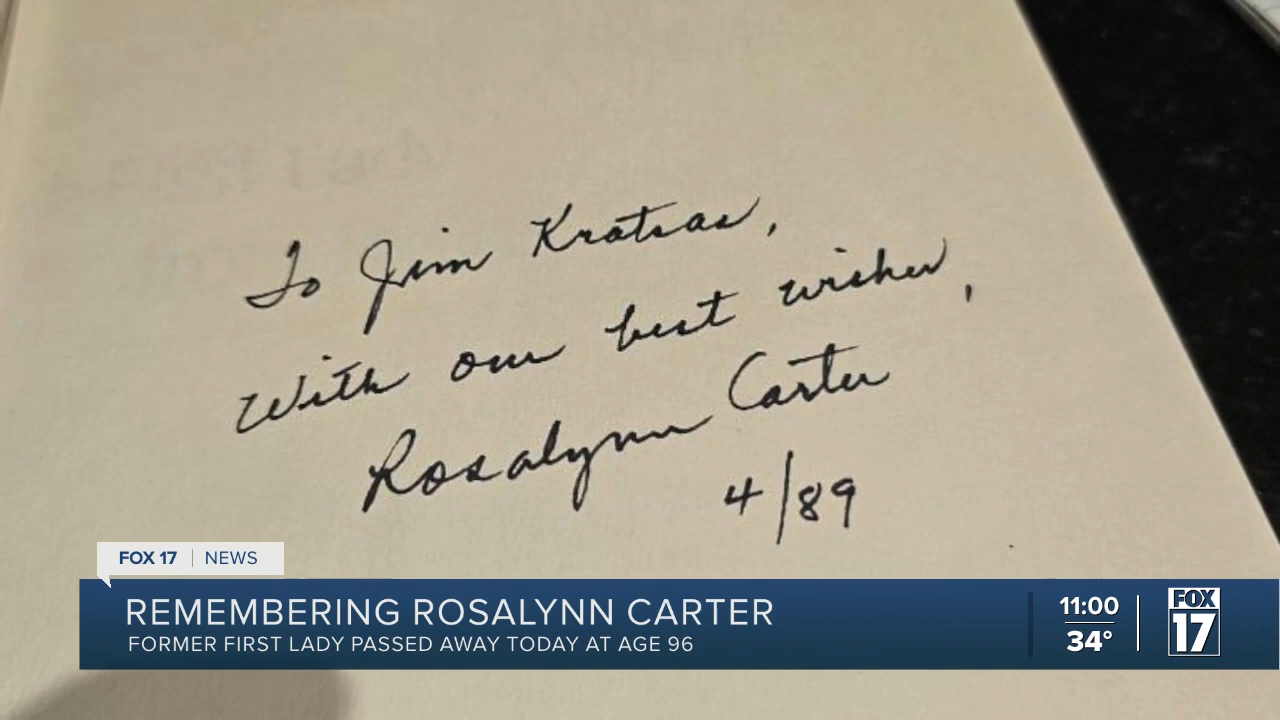 To Jim Kratsas,
With our best wishes,
Rosalynn Carter
4/89
FOX 17 | NEWS
REMEMBERING ROSALYNN CARTER
FORMER FIRST LADY PASSED AWAY TODAY AT AGE 96
11:00
34°
FOX
17